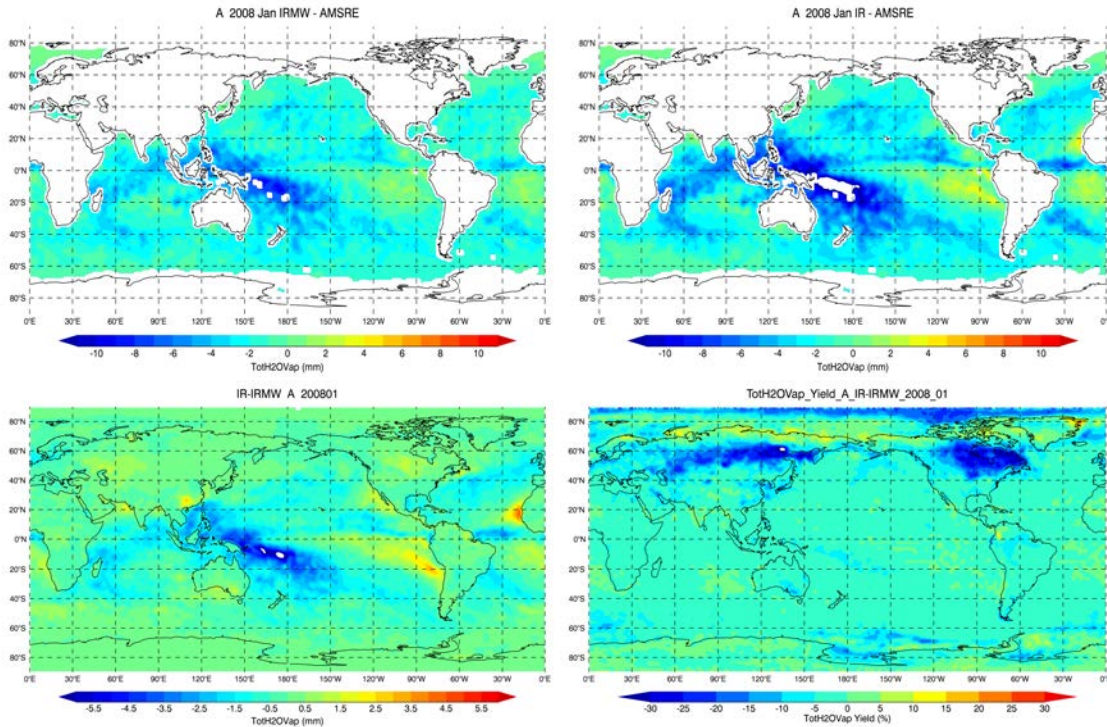 A 2008 Jan IRMW - AMSRE
80°N
60°N
40°N
20°N
0°N
20°S
40°S
60°S
80°S
0°E 30°E 60°E 90°E 120°E 150°E 180°E 150°W 120°W 90°W 60°W 30°W 0°E
-10 -8 -6 -4 -2 0 2 4 6 8 10
TotH2OVap (mm)
A 2008 Jan IR - AMSRE
80°N
60°N
40°N
20°N
0°N
20°S
40°S
60°S
80°S
0°E 30°E 60°E 90°E 120°E 150°E 180°E 150°W 120°W 90°W 60°W 30°W 0°E
-10 -8 -6 -4 -2 0 2 4 6 8 10
TotH2OVap (mm)
IR-IRMW A 200801
80°N
60°N
40°N
20°N
0°N
20°S
40°S
60°S
80°S
0°E 30°E 60°E 90°E 120°E 150°E 180°E 150°W 120°W 90°W 60°W 30°W 0°E
-5.5 -4.5 -3.5 -2.5 -1.5 -0.5 0.5 1.5 2.5 3.5 4.5 5.5
TotH2OVap (mm)
TotH2OVap_Yield_A_IR-IRMW_2008_01
80°N
60°N
40°N
20°N
0°N
20°S
40°S
60°S
80°S
0°E 30°E 60°E 90°E 120°E 150°E 180°E 150°W 120°W 90°W 60°W 30°W 0°E
-30 -25 -20 -15 -10 -5 0 5 10 15 20 25 30
TotH2OVap Yield (%)